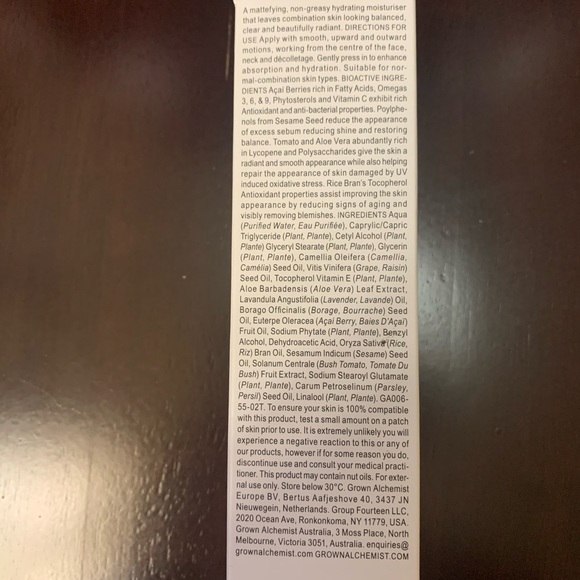 A mattefying, non-greasy hydrating moisturiser
that leaves combination skin looking balanced,
clear and beautifully radiant. DIRECTIONS FOR
USE Apply with smooth, upward and outward
motions, working from the centre of the face,
neck and décolletage. Gently press in to enhance
absorption and hydration. Suitable for nor-
mal-combination skin types. BIOACTIVE INGRE-
DIENTS Açai Berries rich in Fatty Acids, Omegas
3, 6, & 9, Phytosterols and Vitamin C exhibit rich
Antioxidant and anti-bacterial properties. Poylphe-
nols from Sesame Seed reduce the appearance
of excess sebum reducing shine and restoring
balance. Tomato and Aloe Vera abundantly rich
in Lycopene and Polysaccharides give the skin a
radiant and smooth appearance while also helping
repair the appearance of skin damaged by UV
induced oxidative stress. Rice Bran's Tocopherol
Antioxidant properties assist improving the skin
appearance by reducing signs of aging and
visibly removing blemishes. INGREDIENTS Aqua
(Purified Water, Eau Purifiée), Caprylic/Capric
Triglyceride (Plant, Plante), Cetyl Alcohol (Plant,
Plante) Glyceryl Stearate (Plant, Plante), Glycerin
(Plant, Plante), Camellia Oleifera (Camellia,
Camélia) Seed Oil, Vitis Vinifera (Grape, Raisin)
Seed Oil, Tocopherol Vitamin E (Plant, Plante),
Aloe Barbadensis (Aloe Vera) Leaf Extract,
Lavandula Angustifolia (Lavender, Lavande) Oil,
Borago Officinalis (Borage, Bourrache) Seed
Oil, Euterpe Oleracea (Açai Berry, Baies D'Açai)
Fruit Oil, Sodium Phytate (Plant, Plante), Benzyl
Alcohol, Dehydroacetic Acid, Oryza Sativa (Rice,
Riz) Bran Oil, Sesamum Indicum (Sesame) Seed
Oil, Solanum Centrale (Bush Tomato, Tomate Du
Bush) Fruit Extract, Sodium Stearoyl Glutamate
(Plant, Plante), Carum Petroselinum (Parsley,
Persil) Seed Oil, Linalool (Plant, Plante). GA006-
55-02T. To ensure your skin is 100% compatible
with this product, test a small amount on a patch
of skin prior to use. It is extremely unlikely you will
experience a negative reaction to this or any of
our products, however if for some reason you do,
discontinue use and consult your medical practi-
tioner. This product may contain nut oils. For exter-
nal use only. Store below 30°C. Grown Alchemist
Europe BV, Bertus Aafjeshove 40, 3437 JN
Nieuwegein, Netherlands. Group Fourteen LLC,
2020 Ocean Ave, Ronkonkoma, NY 11779, USA.
Grown Alchemist Australia, 3 Moss Place, North
Melbourne, Victoria 3051, Australia. enquiries@
grownalchemist.com GROWNALCHEMIST.COM